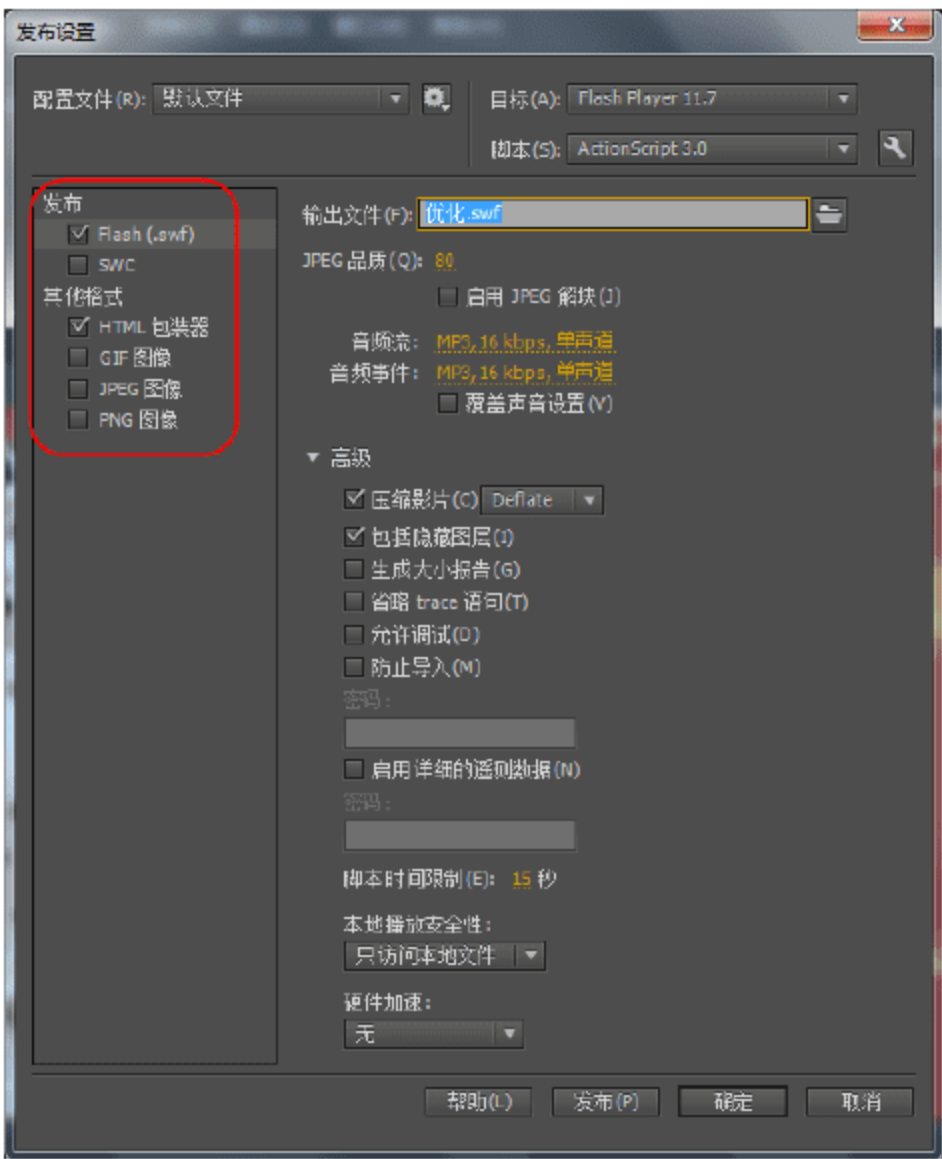 发布设置
配置文件(R): 默认文件
目标(A): Flash Player 11.7
脚本(S): ActionScript 3.0
发布
Flash (.swf)
SWC
其他格式
HTML 包装器
GIF 图像
JPEG 图像
PNG 图像
输出文件(F): 优化.swf
JPEG 品质(Q): 80
启用 JPEG 解块(J)
音频流: MP3, 16 kbps, 单声道
音频事件: MP3, 16 kbps, 单声道
覆盖声音设置(V)
高级
压缩影片(C) Deflate
包括隐藏图层(I)
生成大小报告(G)
省略 trace 语句(T)
允许调试(D)
防止导入(M)
密码:
启用详细的遥测数据(N)
密码:
脚本时间限制(E): 15 秒
本地播放安全性:
只访问本地文件
硬件加速:
无
帮助(L)
发布(P)
确定
取消